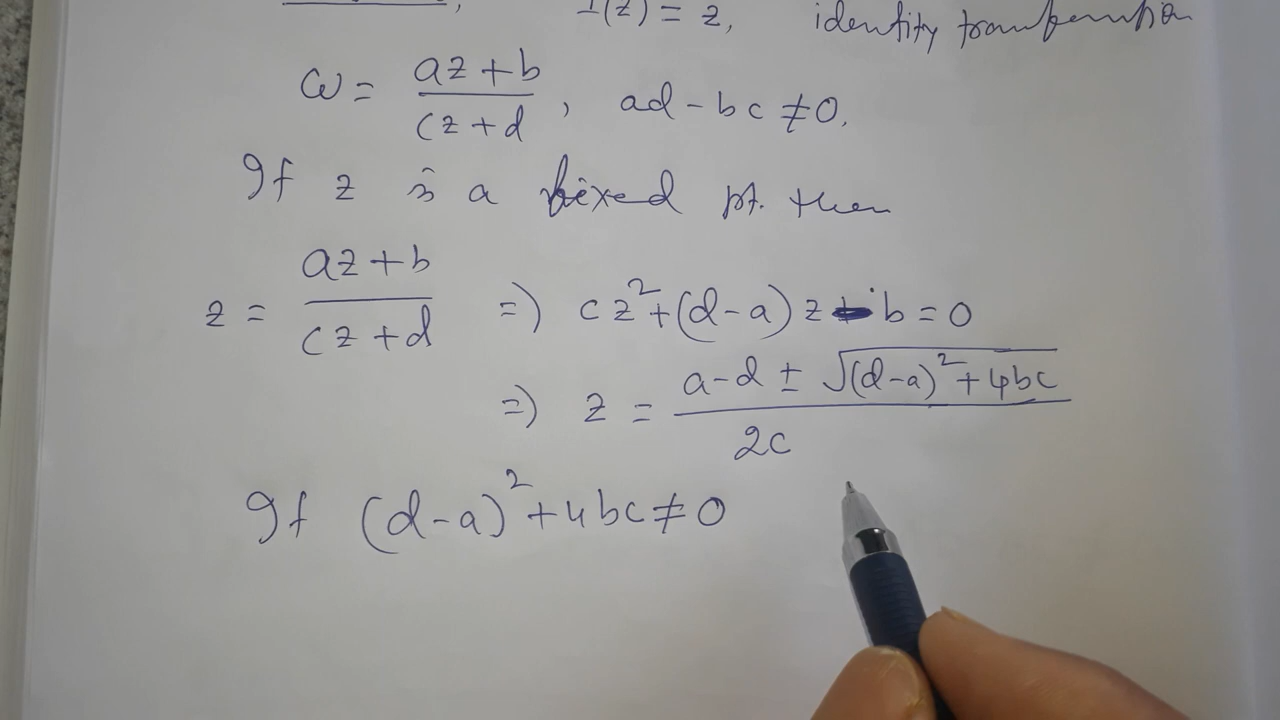 I(z) = z, identity transformation
ω = (az + b)/(cz + d), ad - bc ≠ 0.
If z is a fixed pt. then
z = (az + b)/(cz + d) => cz² + (d-a)z - b = 0
=> z = (a-d ± √((d-a)² + 4bc))/(2c)
If (d-a)² + 4bc ≠ 0